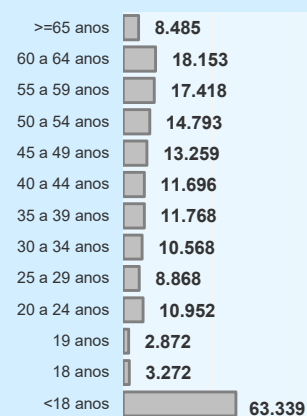 >=65 anos 8.485
60 a 64 anos 18.153
55 a 59 anos 17.418
50 a 54 anos 14.793
45 a 49 anos 13.259
40 a 44 anos 11.696
35 a 39 anos 11.768
30 a 34 anos 10.568
25 a 29 anos 8.868
20 a 24 anos 10.952
19 anos 2.872
18 anos 3.272
<18 anos 63.339